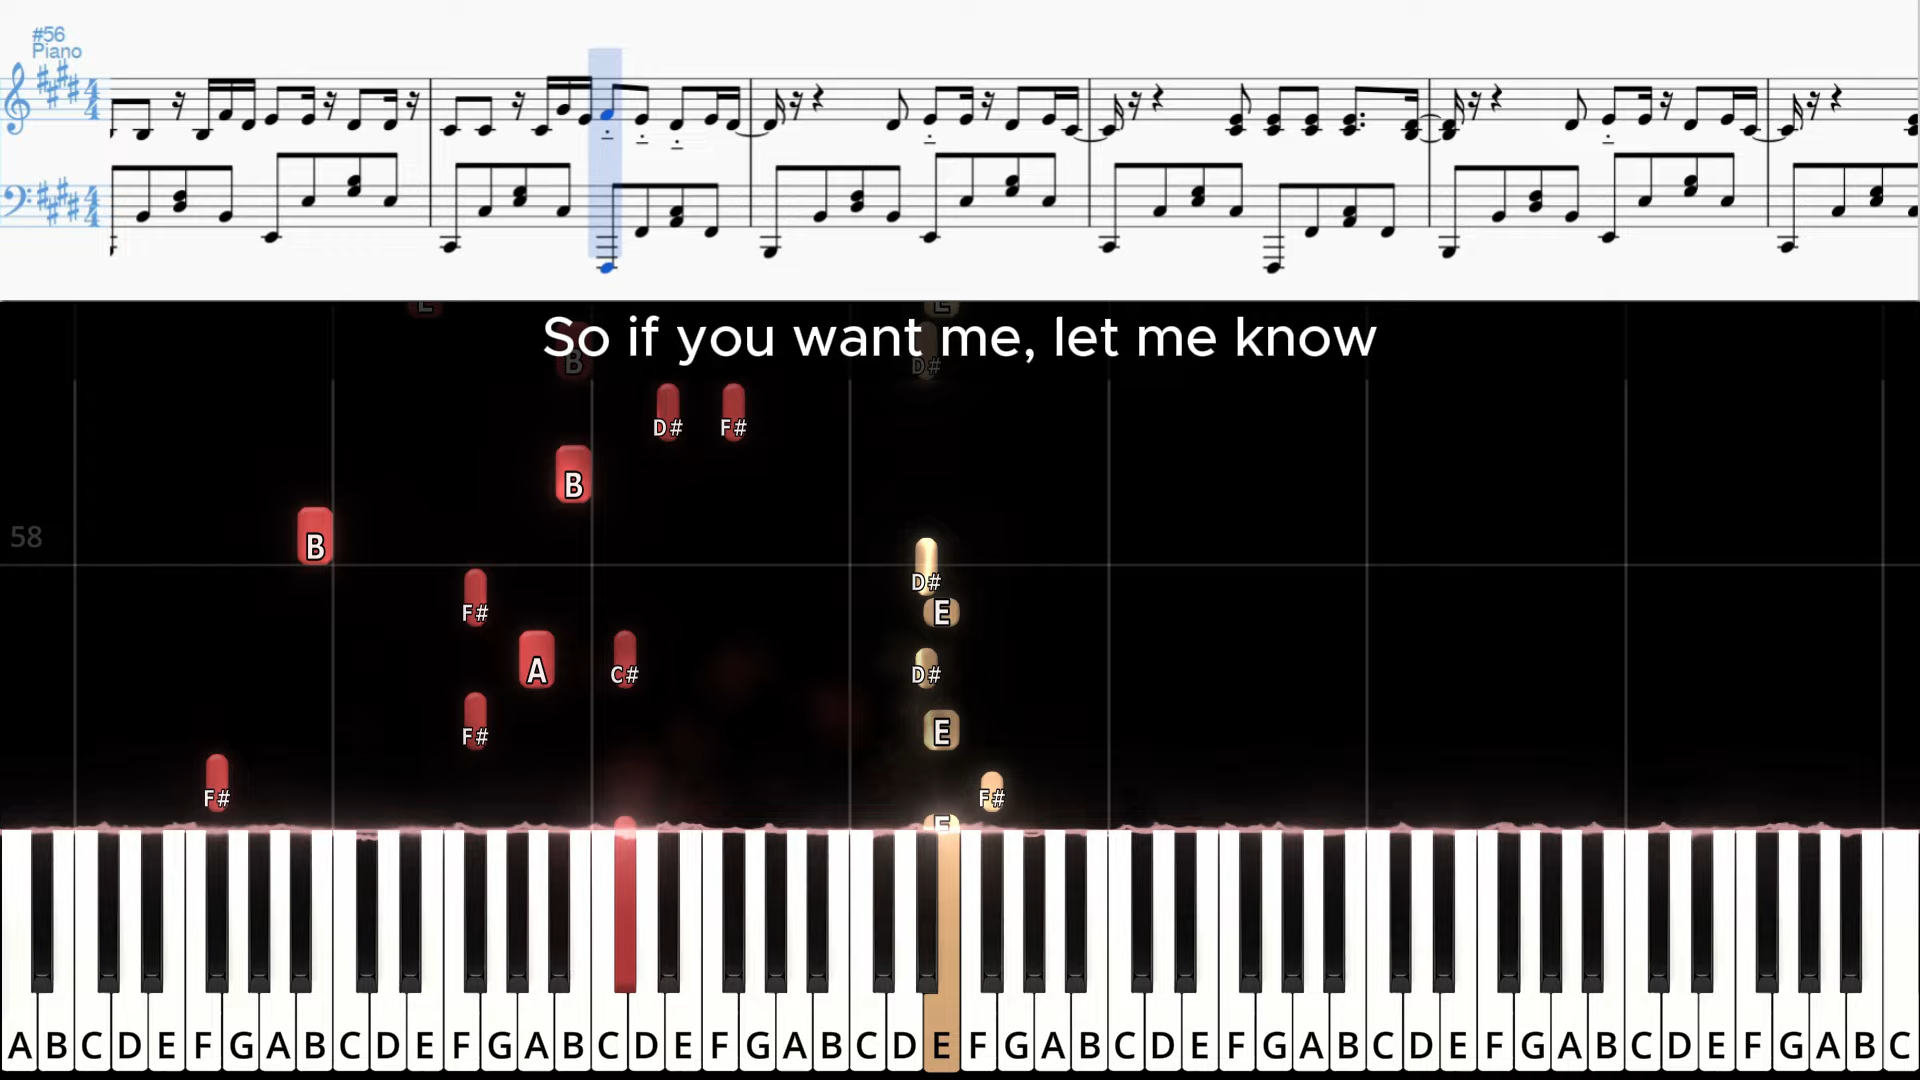 #56
Piano
So if you want me, let me know
E E
B D#
D# F#
B
58 B D#
F# E
A C# D#
F# E
F# F#
E
A B C D E F G A B C D E F G A B C D E F G A B C D E F G A B C D E F G A B C D E F G A B C